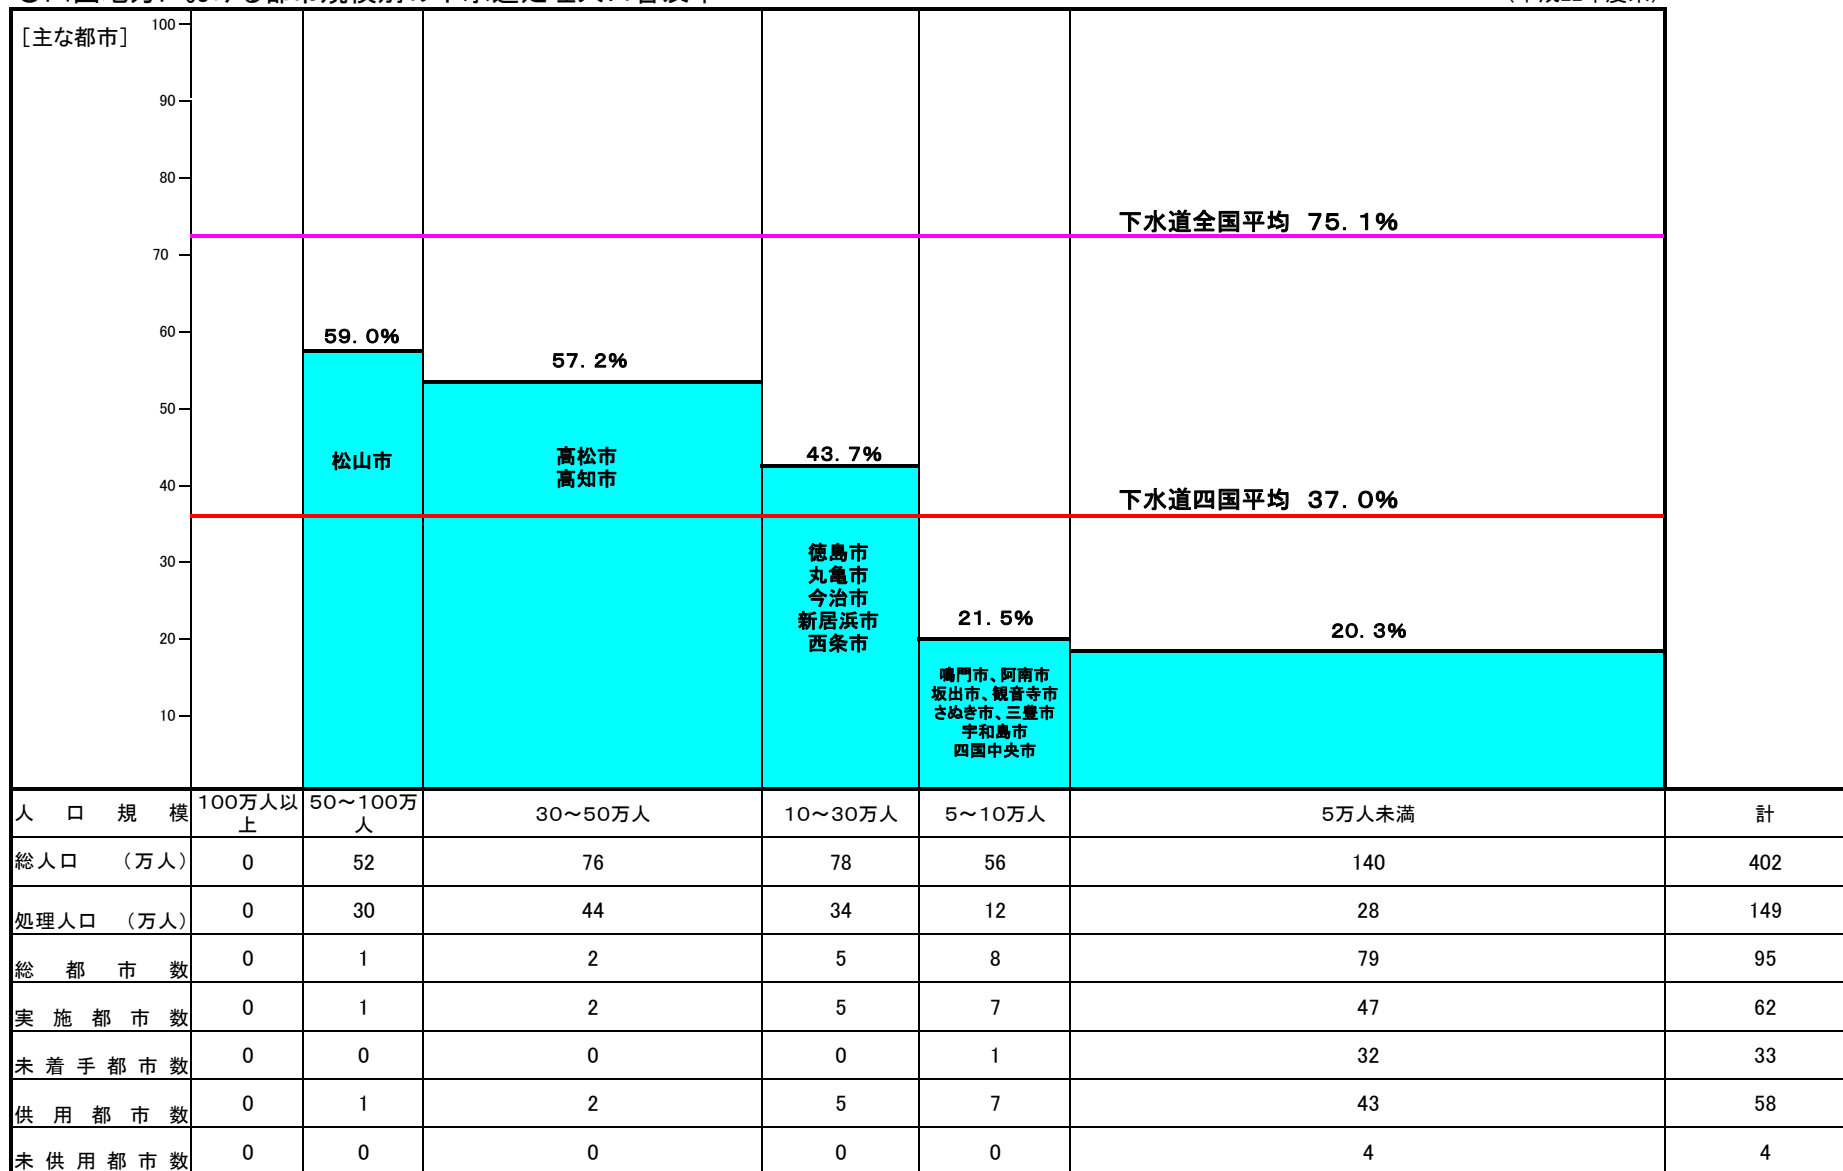 [主な都市]
100
90
80
70
60
50
40
30
20
10
下水道全国平均 75.1%
59.0%
57.2%
43.7%
下水道四国平均 37.0%
21.5%
20.3%
松山市
高松市
高知市
徳島市
丸亀市
今治市
新居浜市
西条市
鳴門市、阿南市
坂出市、観音寺市
さぬき市、三豊市
宇和島市
四国中央市
人口規模 100万人以上 50～100万人 30～50万人 10～30万人 5～10万人 5万人未満 計
総人口 (万人) 0 52 76 78 56 140 402
処理人口 (万人) 0 30 44 34 12 28 149
総都市数 0 1 2 5 8 79 95
実施都市数 0 1 2 5 7 47 62
未着手都市数 0 0 0 0 1 32 33
供用都市数 0 1 2 5 7 43 58
未供用都市数 0 0 0 0 0 4 4